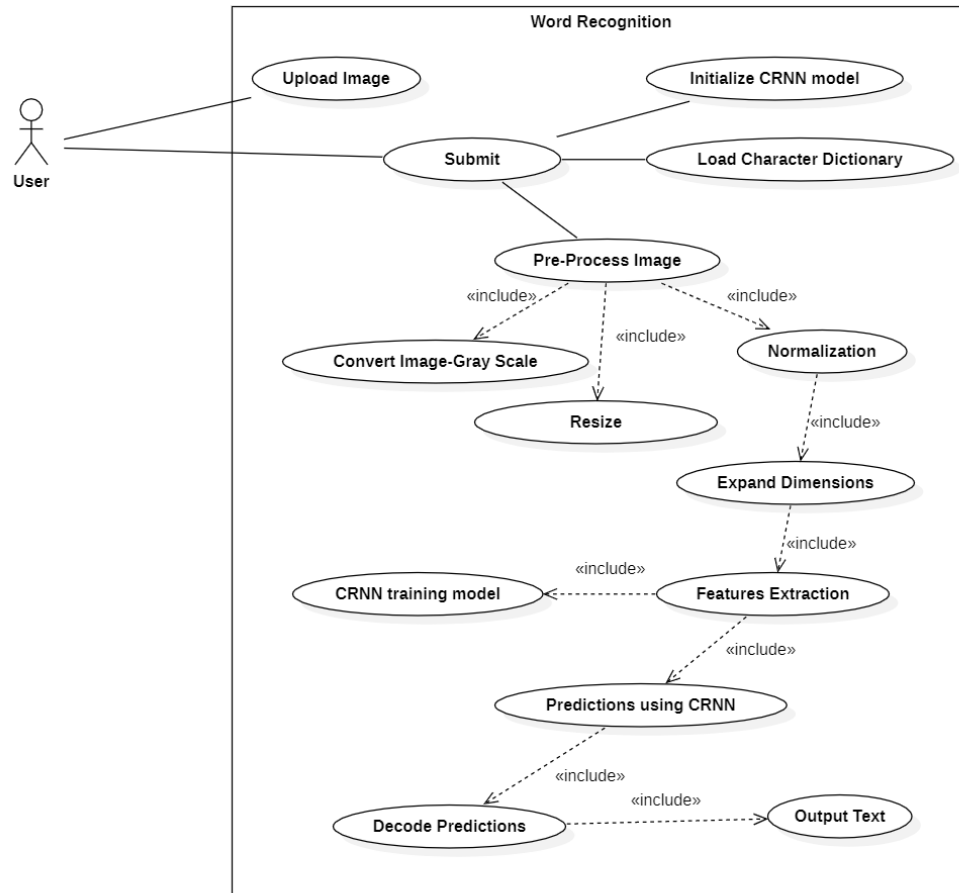 Word Recognition
Upload Image
Initialize CRNN model
User
Submit
Load Character Dictionary
Pre-Process Image
«include»
«include»
«include»
Convert Image-Gray Scale
Normalization
Resize
«include»
Expand Dimensions
«include»
CRNN training model
«include»
Features Extraction
«include»
Predictions using CRNN
«include»
Decode Predictions
«include»
Output Text